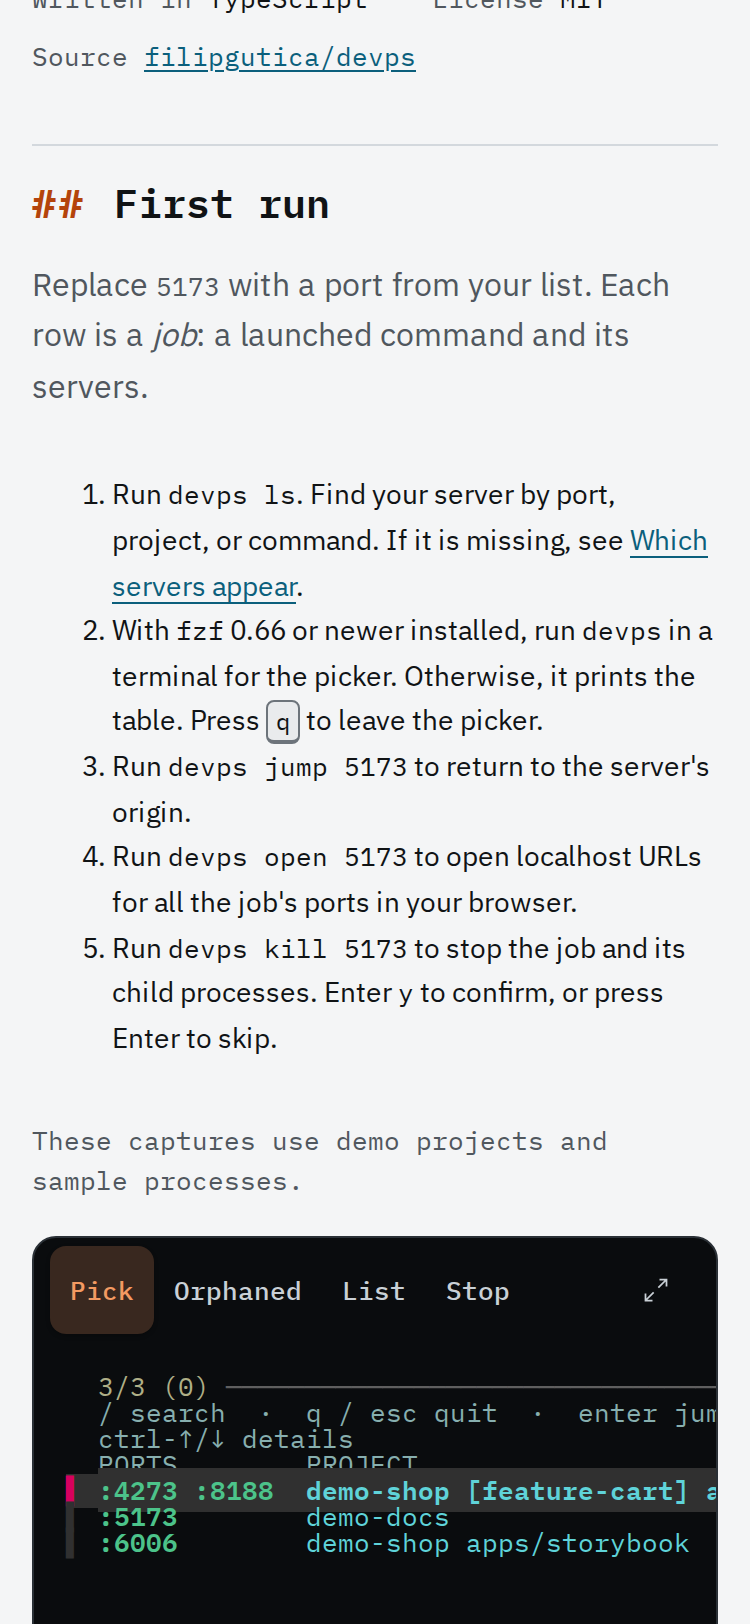 Written in TypeScript License MIT
Source filipgutica/devps
## First run
Replace 5173 with a port from your list. Each
row is a job: a launched command and its
servers.
1. Run devps ls. Find your server by port,
project, or command. If it is missing, see Which
servers appear.
2. With fzf 0.66 or newer installed, run devps in a
terminal for the picker. Otherwise, it prints the
table. Press q to leave the picker.
3. Run devps jump 5173 to return to the server's
origin.
4. Run devps open 5173 to open localhost URLs
for all the job's ports in your browser.
5. Run devps kill 5173 to stop the job and its
child processes. Enter y to confirm, or press
Enter to skip.
These captures use demo projects and
sample processes.
Pick Orphaned List Stop
3/3 (0)
/ search · q / esc quit · enter jum
ctrl-↑/↓ details
PORTS PROJECT
:4273 :8188 demo-shop [feature-cart] a
:5173 demo-docs
:6006 demo-shop apps/storybook